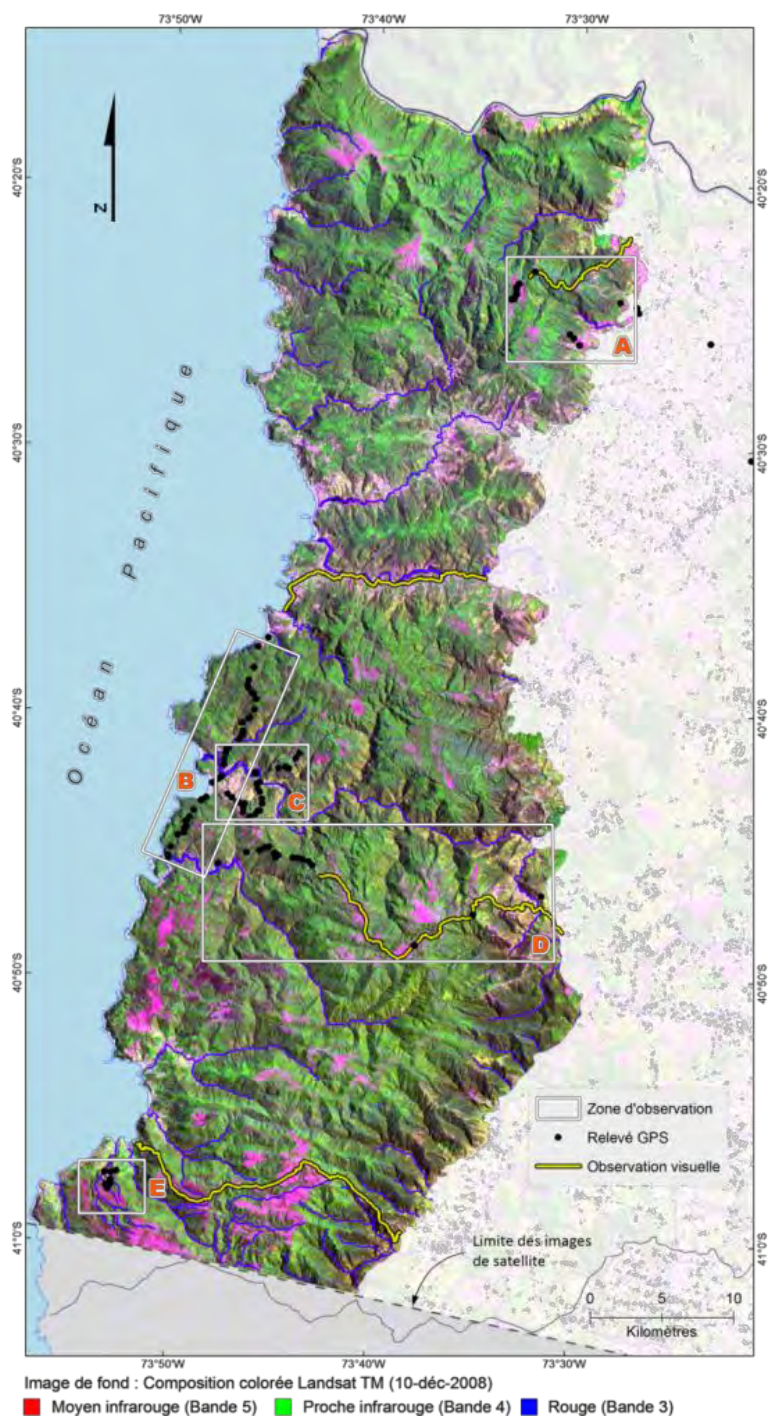 73°50'W 73°40'W 73°30'W
40°20'S 40°20'S
N
A
40°30'S 40°30'S
Océan Pacifique
40°40'S 40°40'S
B
C
D
40°50'S 40°50'S
Zone d'observation
Relevé GPS
Observation visuelle
E
41°0'S 41°0'S
Limite des images
de satellite
0 5 10
Kilomètres
73°50'W 73°40'W 73°30'W
Image de fond : Composition colorée Landsat TM (10-déc-2008)
Moyen infrarouge (Bande 5) Proche infrarouge (Bande 4) Rouge (Bande 3)